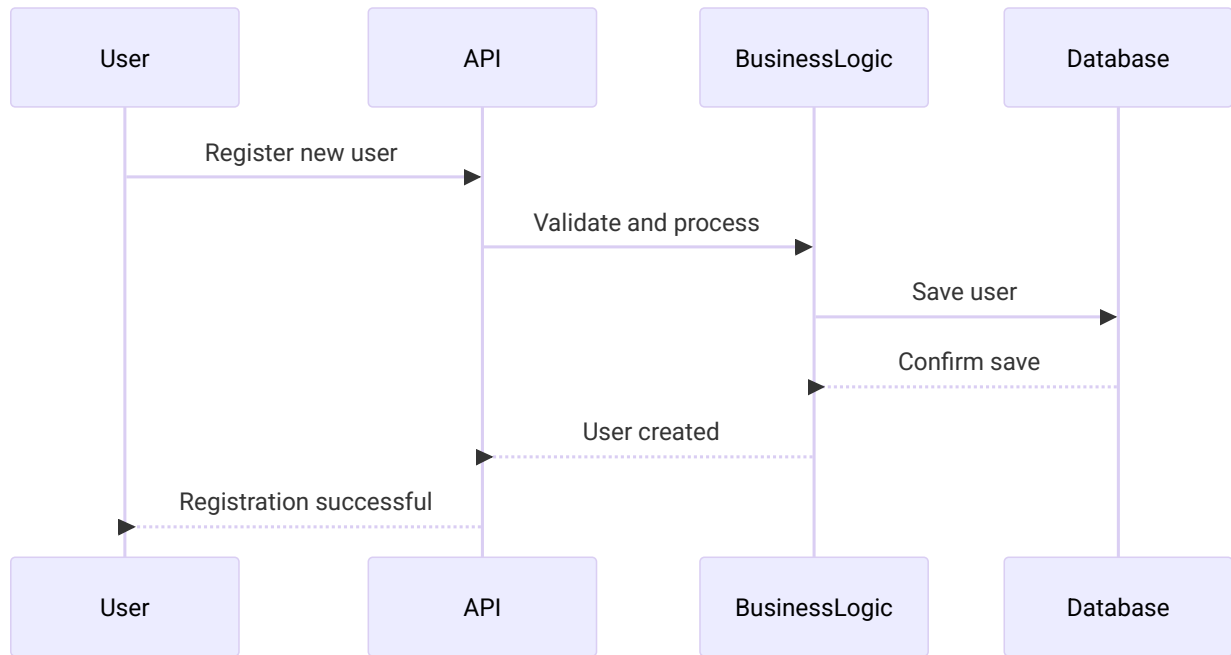 User
API
BusinessLogic
Database
Register new user
Validate and process
Save user
Confirm save
User created
Registration successful
User
API
BusinessLogic
Database